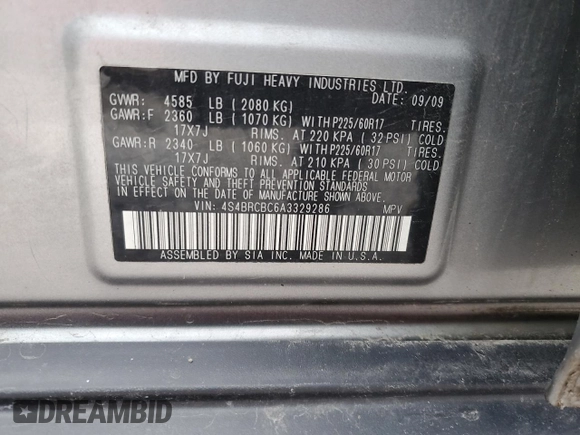 MFD BY FUJI HEAVY INDUSTRIES LTD.
GVWR: 4585 LB (2080 KG) DATE: 09/09
GAWR:F 2360 LB (1070 KG) WITH P225/60R17 TIRES.
17X7J RIMS. AT 220 KPA (32 PSI) COLD
GAWR:R 2340 LB (1060 KG) WITH P225/60R17 TIRES.
17X7J RIMS. AT 210 KPA (30 PSI) COLD
THIS VEHICLE CONFORMS TO ALL APPLICABLE FEDERAL MOTOR
VEHICLE SAFETY AND THEFT PREVENTION STANDARDS
IN EFFECT ON THE DATE OF MANUFACTURE SHOWN ABOVE.
VIN: 4S4BRCBC6A3329286 MPV
ASSEMBLED BY SIA INC. MADE IN U.S.A.
DREAMBID